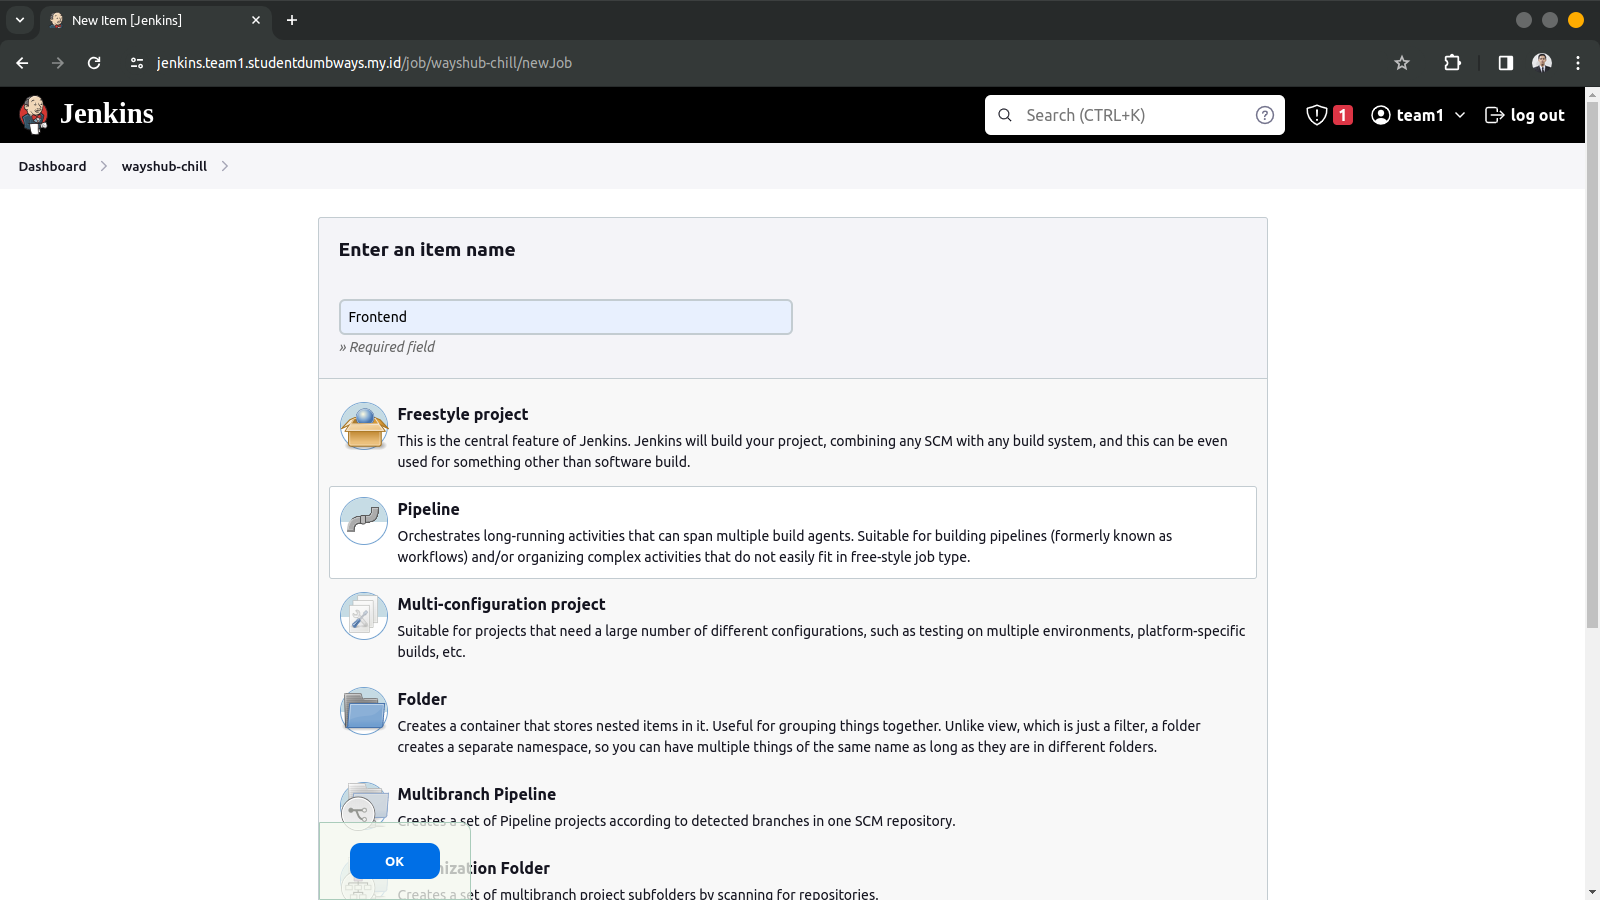 New Item [Jenkins]
jenkins.team1.studentdumbways.my.id/job/wayshub-chill/newJob
Jenkins
Search (CTRL+K)
1
team1
log out
Dashboard
wayshub-chill
Enter an item name
Frontend
» Required field
Freestyle project
This is the central feature of Jenkins. Jenkins will build your project, combining any SCM with any build system, and this can be even
used for something other than software build.
Pipeline
Orchestrates long-running activities that can span multiple build agents. Suitable for building pipelines (formerly known as
workflows) and/or organizing complex activities that do not easily fit in free-style job type.
Multi-configuration project
Suitable for projects that need a large number of different configurations, such as testing on multiple environments, platform-specific
builds, etc.
Folder
Creates a container that stores nested items in it. Useful for grouping things together. Unlike view, which is just a filter, a folder
creates a separate namespace, so you can have multiple things of the same name as long as they are in different folders.
Multibranch Pipeline
Creates a set of Pipeline projects according to detected branches in one SCM repository.
OK
Folder
Creates a set of multibranch project subfolders by scanning for repositories.